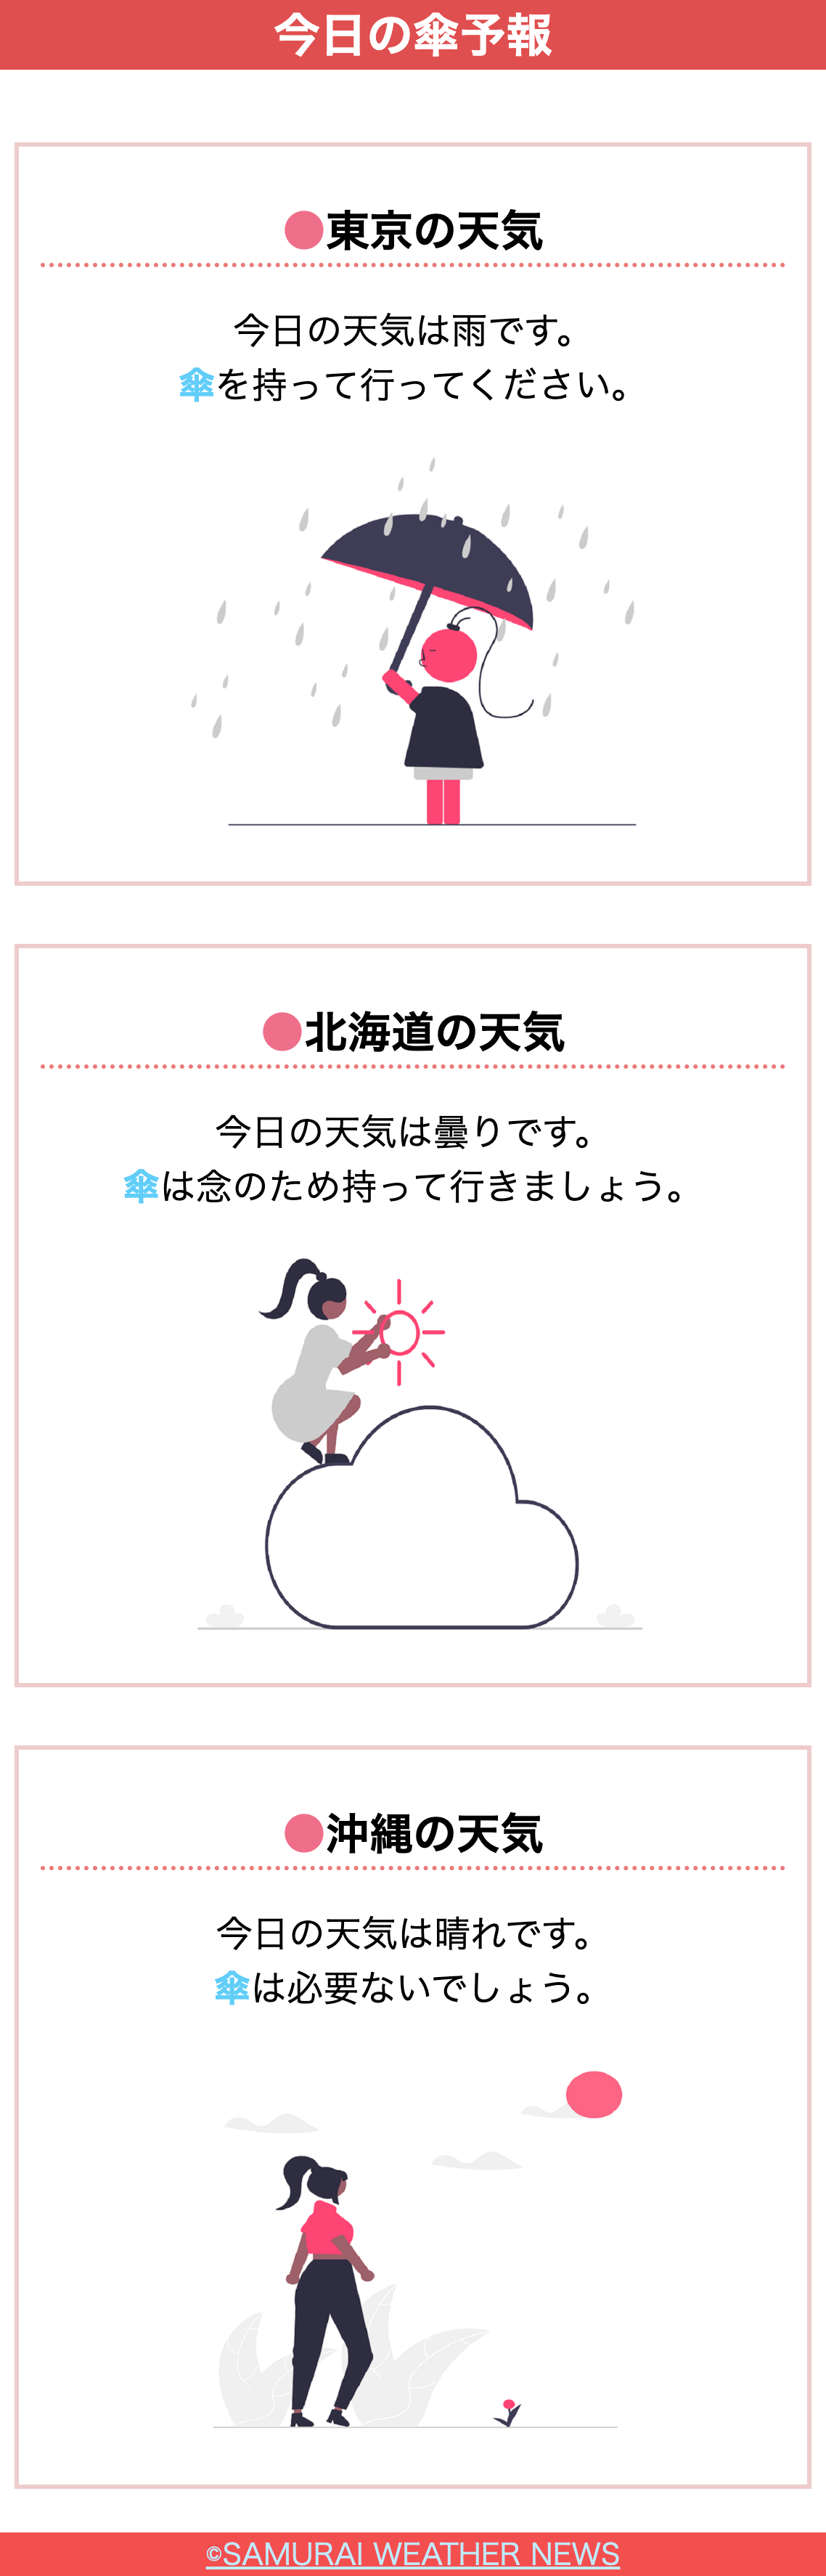 今日の傘予報
●東京の天気
今日の天気は雨です。
傘を持って行ってください。
●北海道の天気
今日の天気は曇りです。
傘は念のため持って行きましょう。
●沖縄の天気
今日の天気は晴れです。
傘は必要ないでしょう。
©SAMURAI WEATHER NEWS